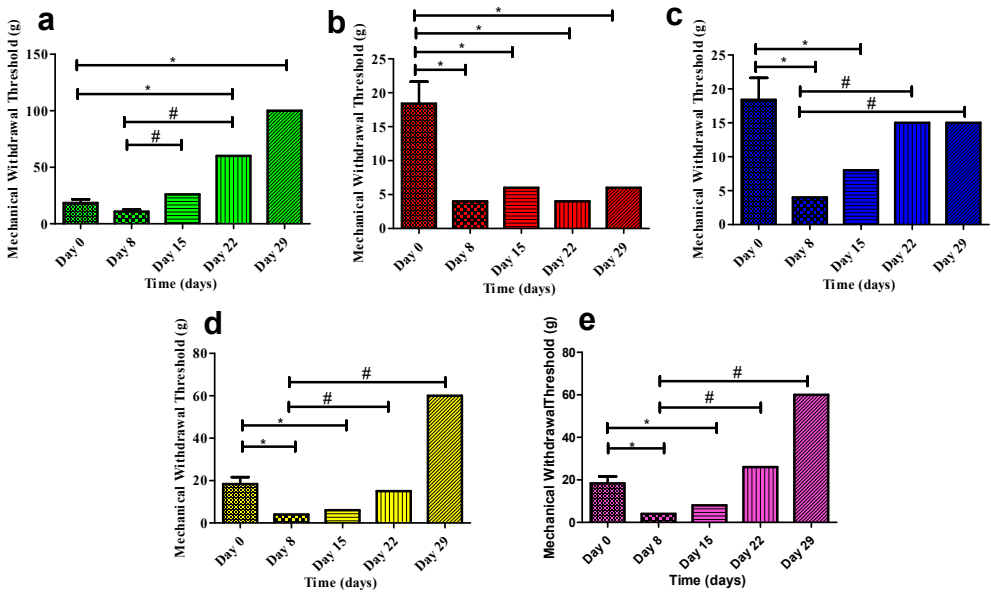 a
Mechanical Withdrawal Threshold (g)
150
100
50
0
*
*
#
#
Day 0
Day 8
Day 15
Day 22
Day 29
Time (days)
b
Mechanical Withdrawal Threshold (g)
25
20
15
10
5
0
*
*
*
*
Day 0
Day 8
Day 15
Day 22
Day 29
Time (days)
c
Mechanical Withdrawal Threshold (g)
25
20
15
10
5
0
*
*
#
#
Day 0
Day 8
Day 15
Day 22
Day 29
Time (days)
d
Mechanical Withdrawal Threshold (g)
80
60
40
20
0
#
#
*
*
Day 0
Day 8
Day 15
Day 22
Day 29
Time (days)
e
Mechanical WithdrawalThreshold (g)
80
60
40
20
0
#
#
*
*
Day 0
Day 8
Day 15
Day 22
Day 29
Time (days)